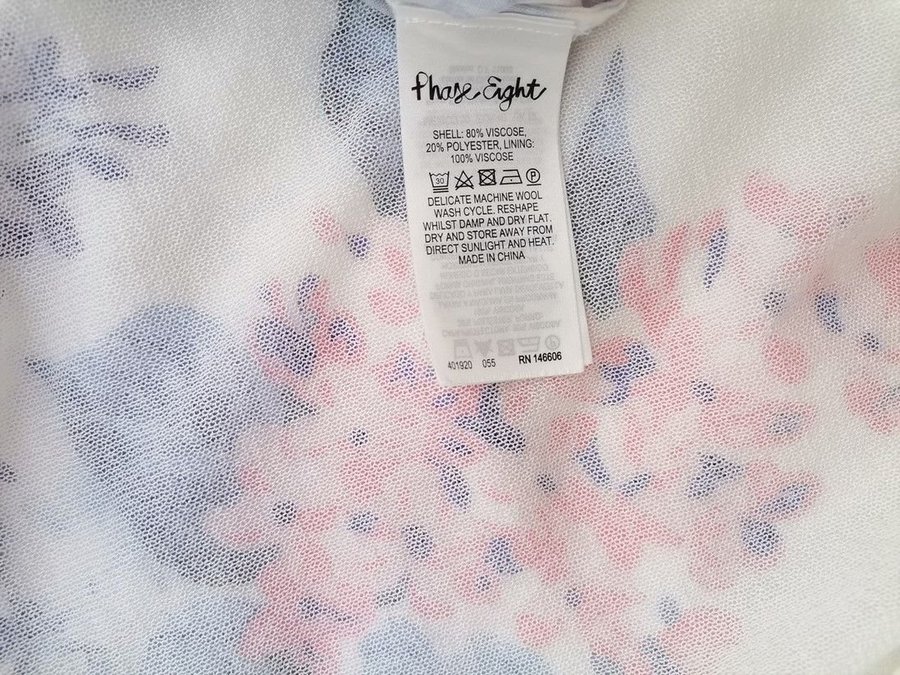 Phase Eight
SHELL: 80% VISCOSE,
20% POLYESTER, LINING:
100% VISCOSE
30
P
DELICATE MACHINE WOOL
WASH CYCLE. RESHAPE
WHILST DAMP AND DRY FLAT.
DRY AND STORE AWAY FROM
DIRECT SUNLIGHT AND HEAT.
MADE IN CHINA
401920 055 RN 146606